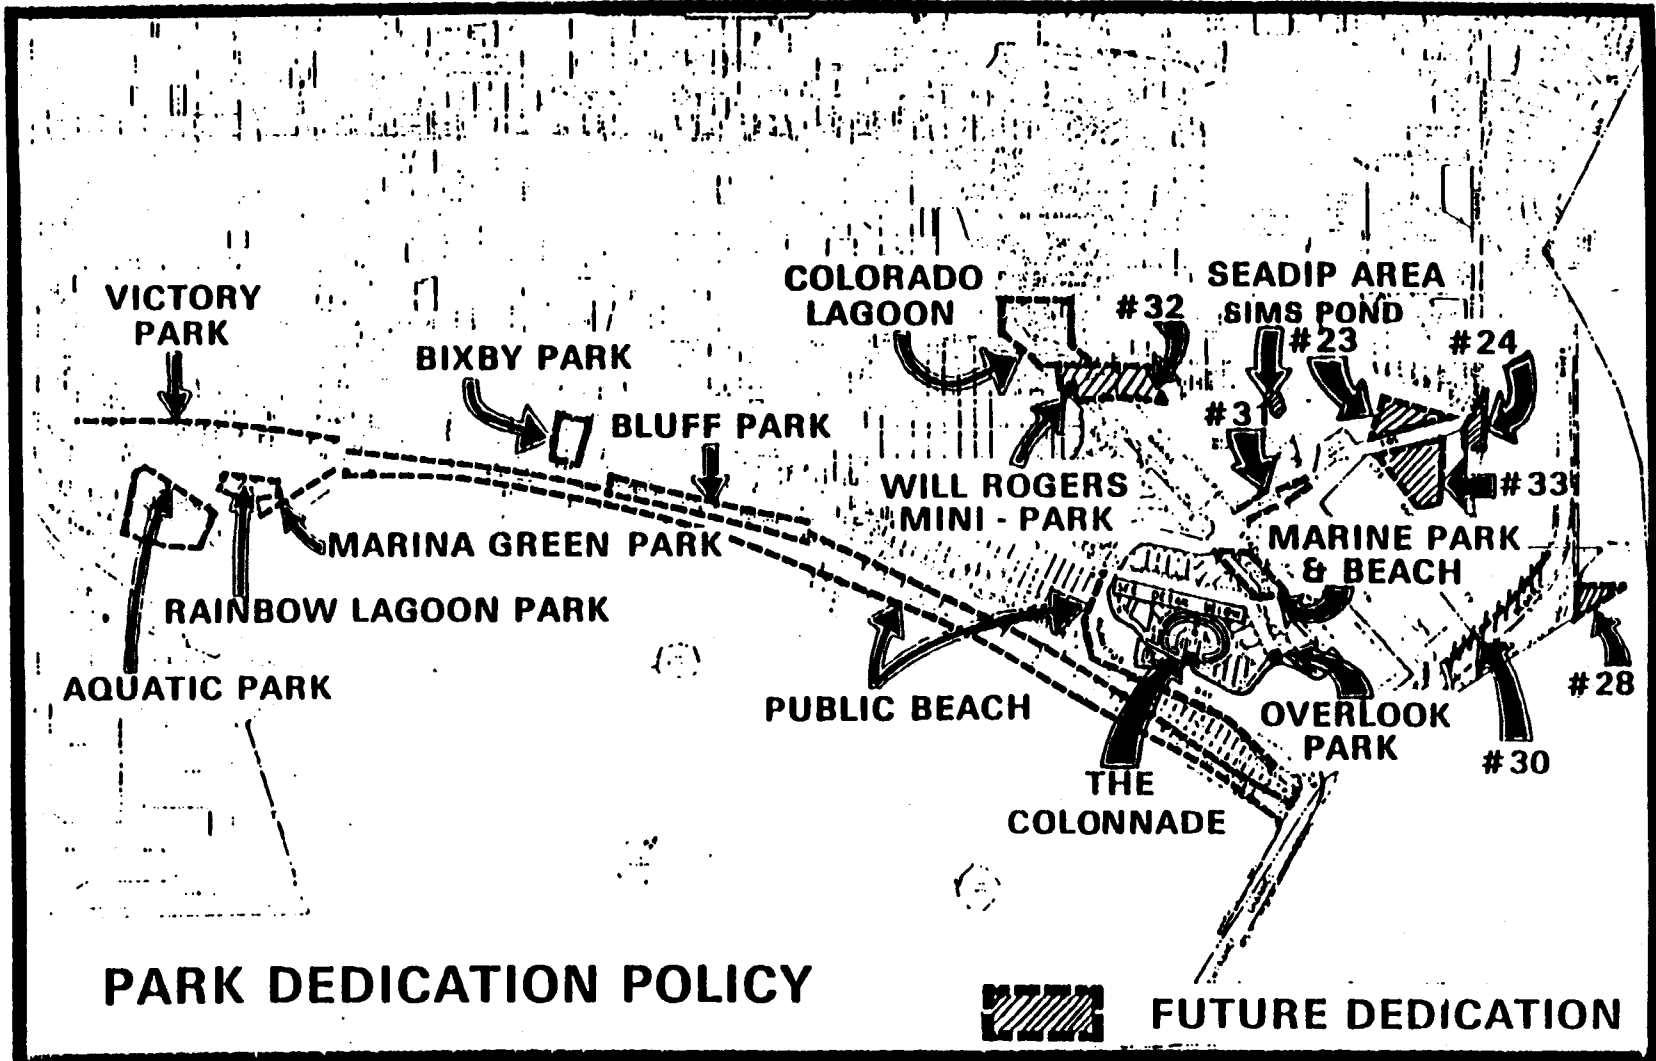 COLORADO
LAGOON
#32
SEADIP AREA
SIMS POND
#23
#24
VICTORY
PARK
BIXBY PARK
BLUFF PARK
#31
WILL ROGERS
MINI - PARK
#33
MARINA GREEN PARK
MARINE PARK
& BEACH
RAINBOW LAGOON PARK
AQUATIC PARK
PUBLIC BEACH
#28
OVERLOOK
PARK
#30
THE
COLONNADE
PARK DEDICATION POLICY
FUTURE DEDICATION